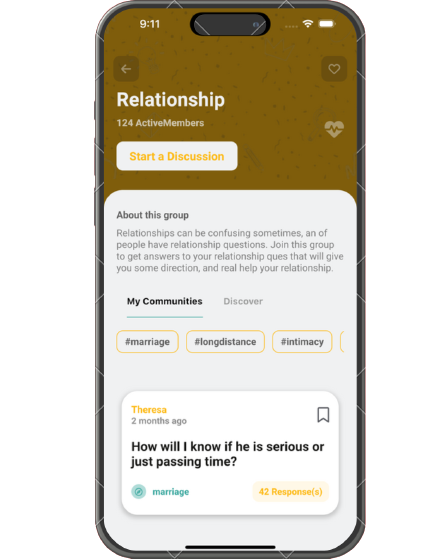 9:11
Relationship
124 ActiveMembers
Start a Discussion
About this group
Relationships can be confusing sometimes, an of
people have relationship questions. Join this group
to get answers to your relationship ques that will give
you some direction, and real help your relationship.
My Communities Discover
#marriage #longdistance #intimacy
Theresa
2 months ago
How will I know if he is serious or
just passing time?
marriage 42 Response(s)